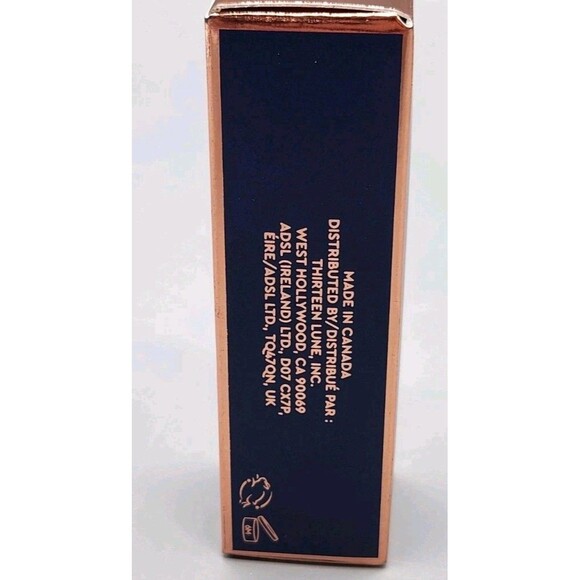 MADE IN CANADA
DISTRIBUTED BY/DISTRIBUÉ PAR :
THIRTEEN LUNE, INC.
WEST HOLLYWOOD, CA 90069
ADSL (IRELAND) LTD., D07 CX7P,
ÉIRE/ADSL LTD., TQ47QN, UK
6M